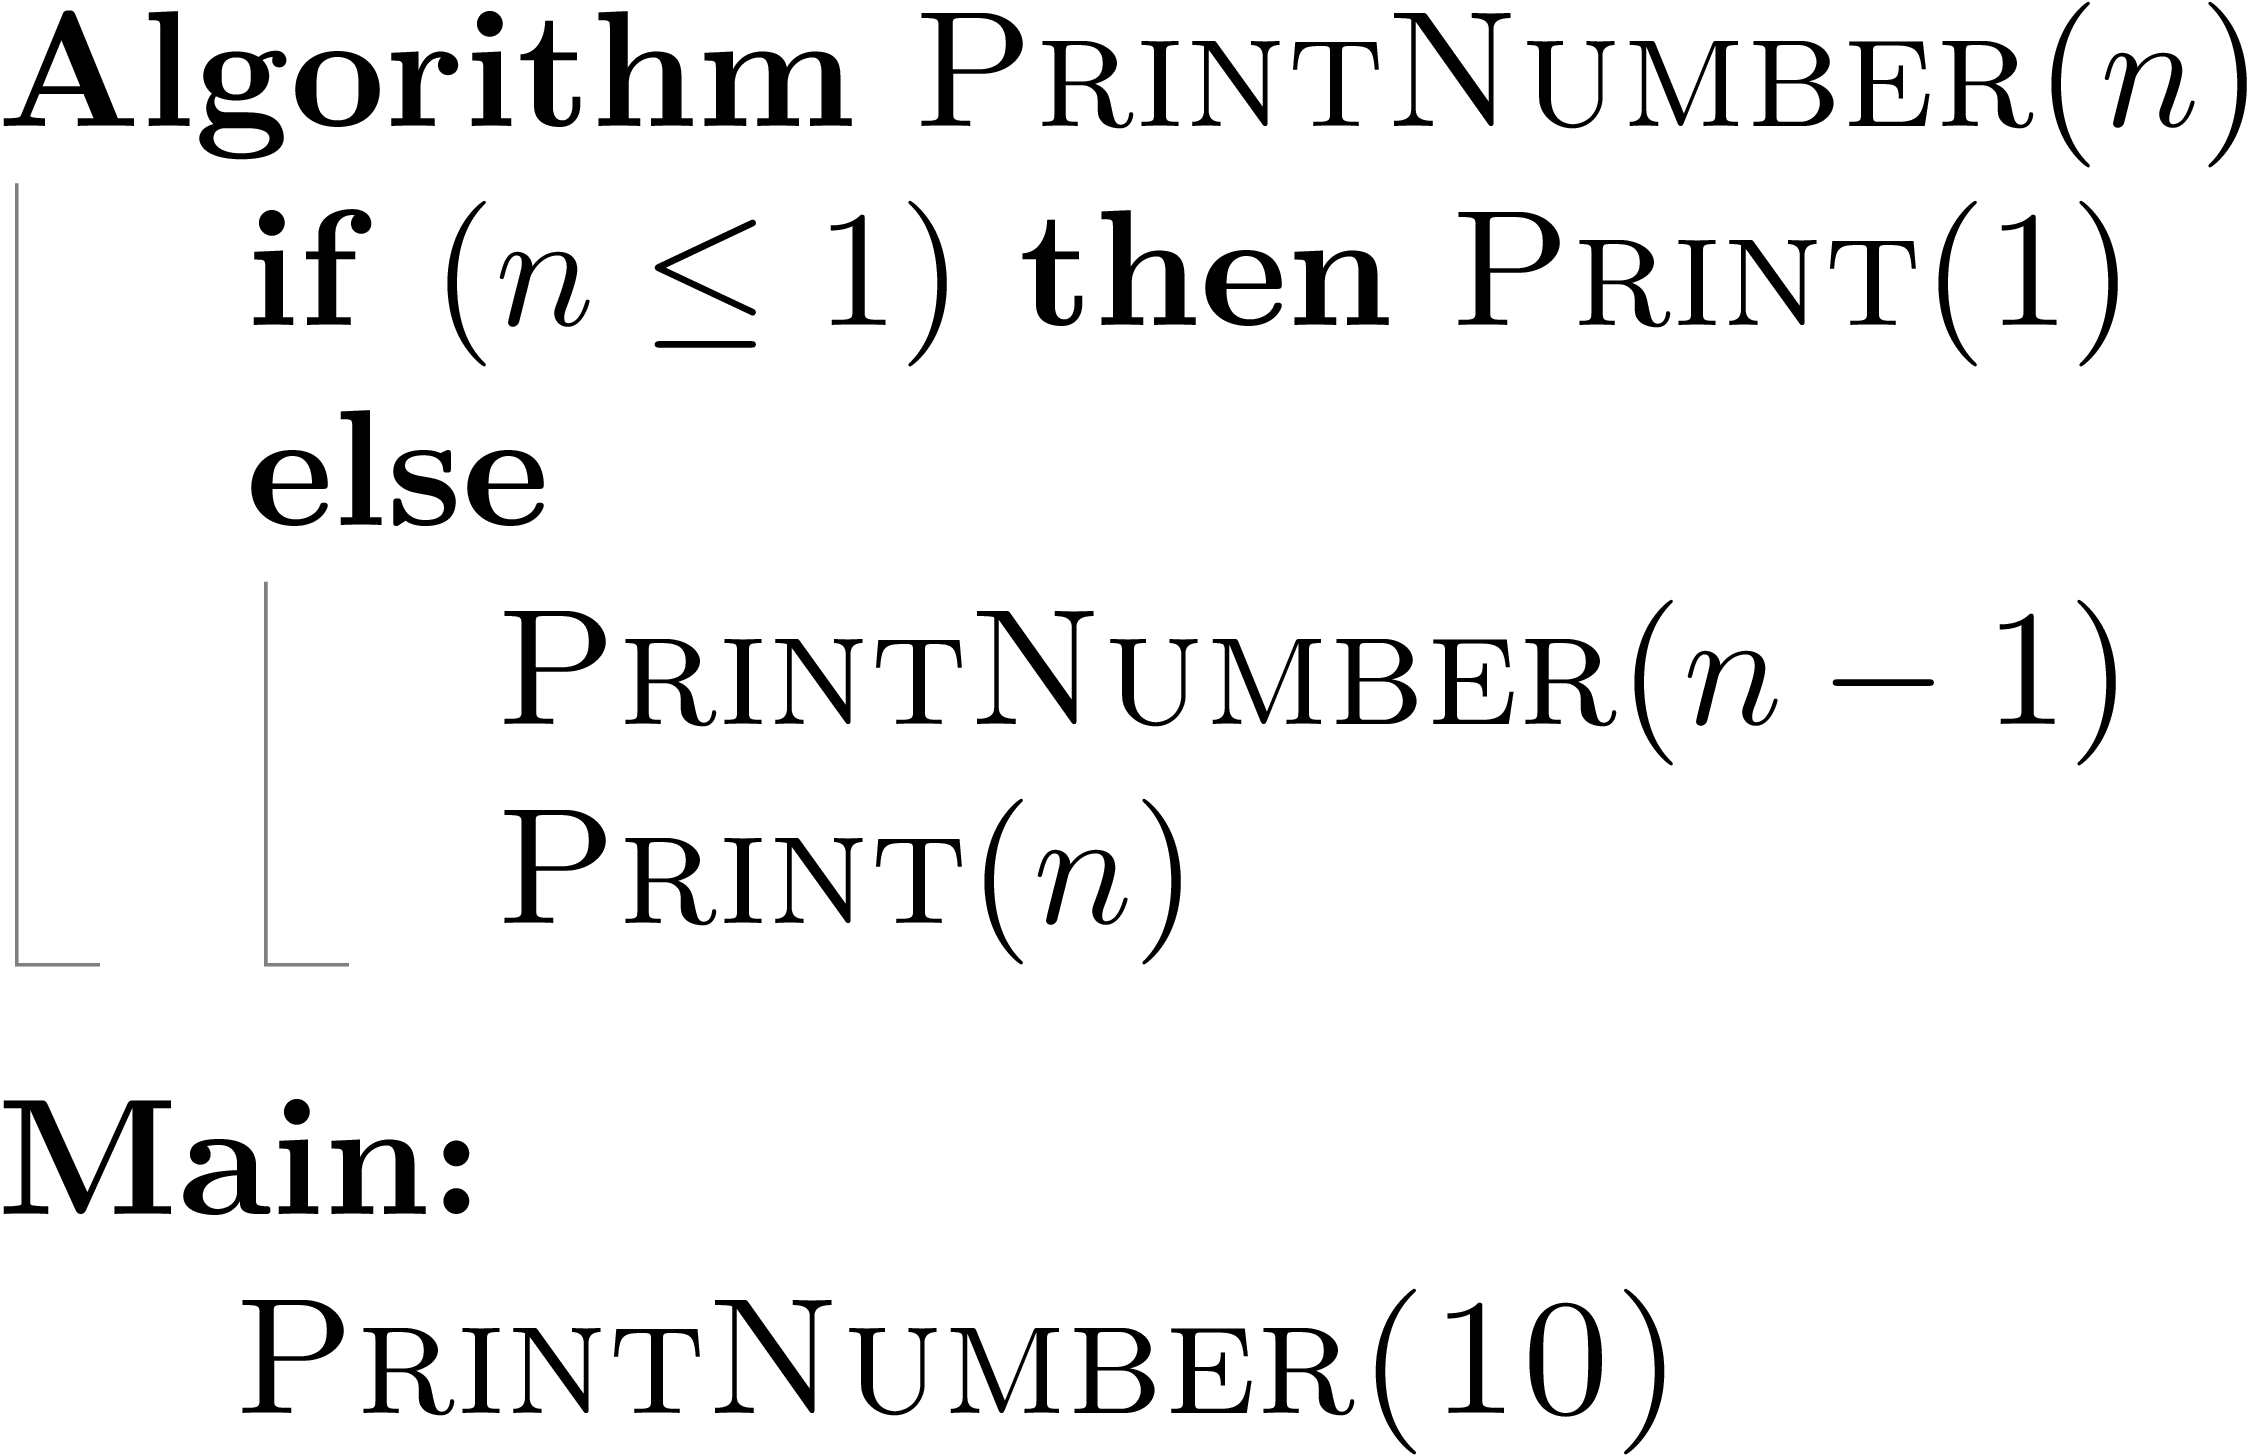 Algorithm PRINTNUMBER(n)
if (n ≤ 1) then PRINT(1)
else
PRINTNUMBER(n − 1)
PRINT(n)
Main:
PRINTNUMBER(10)